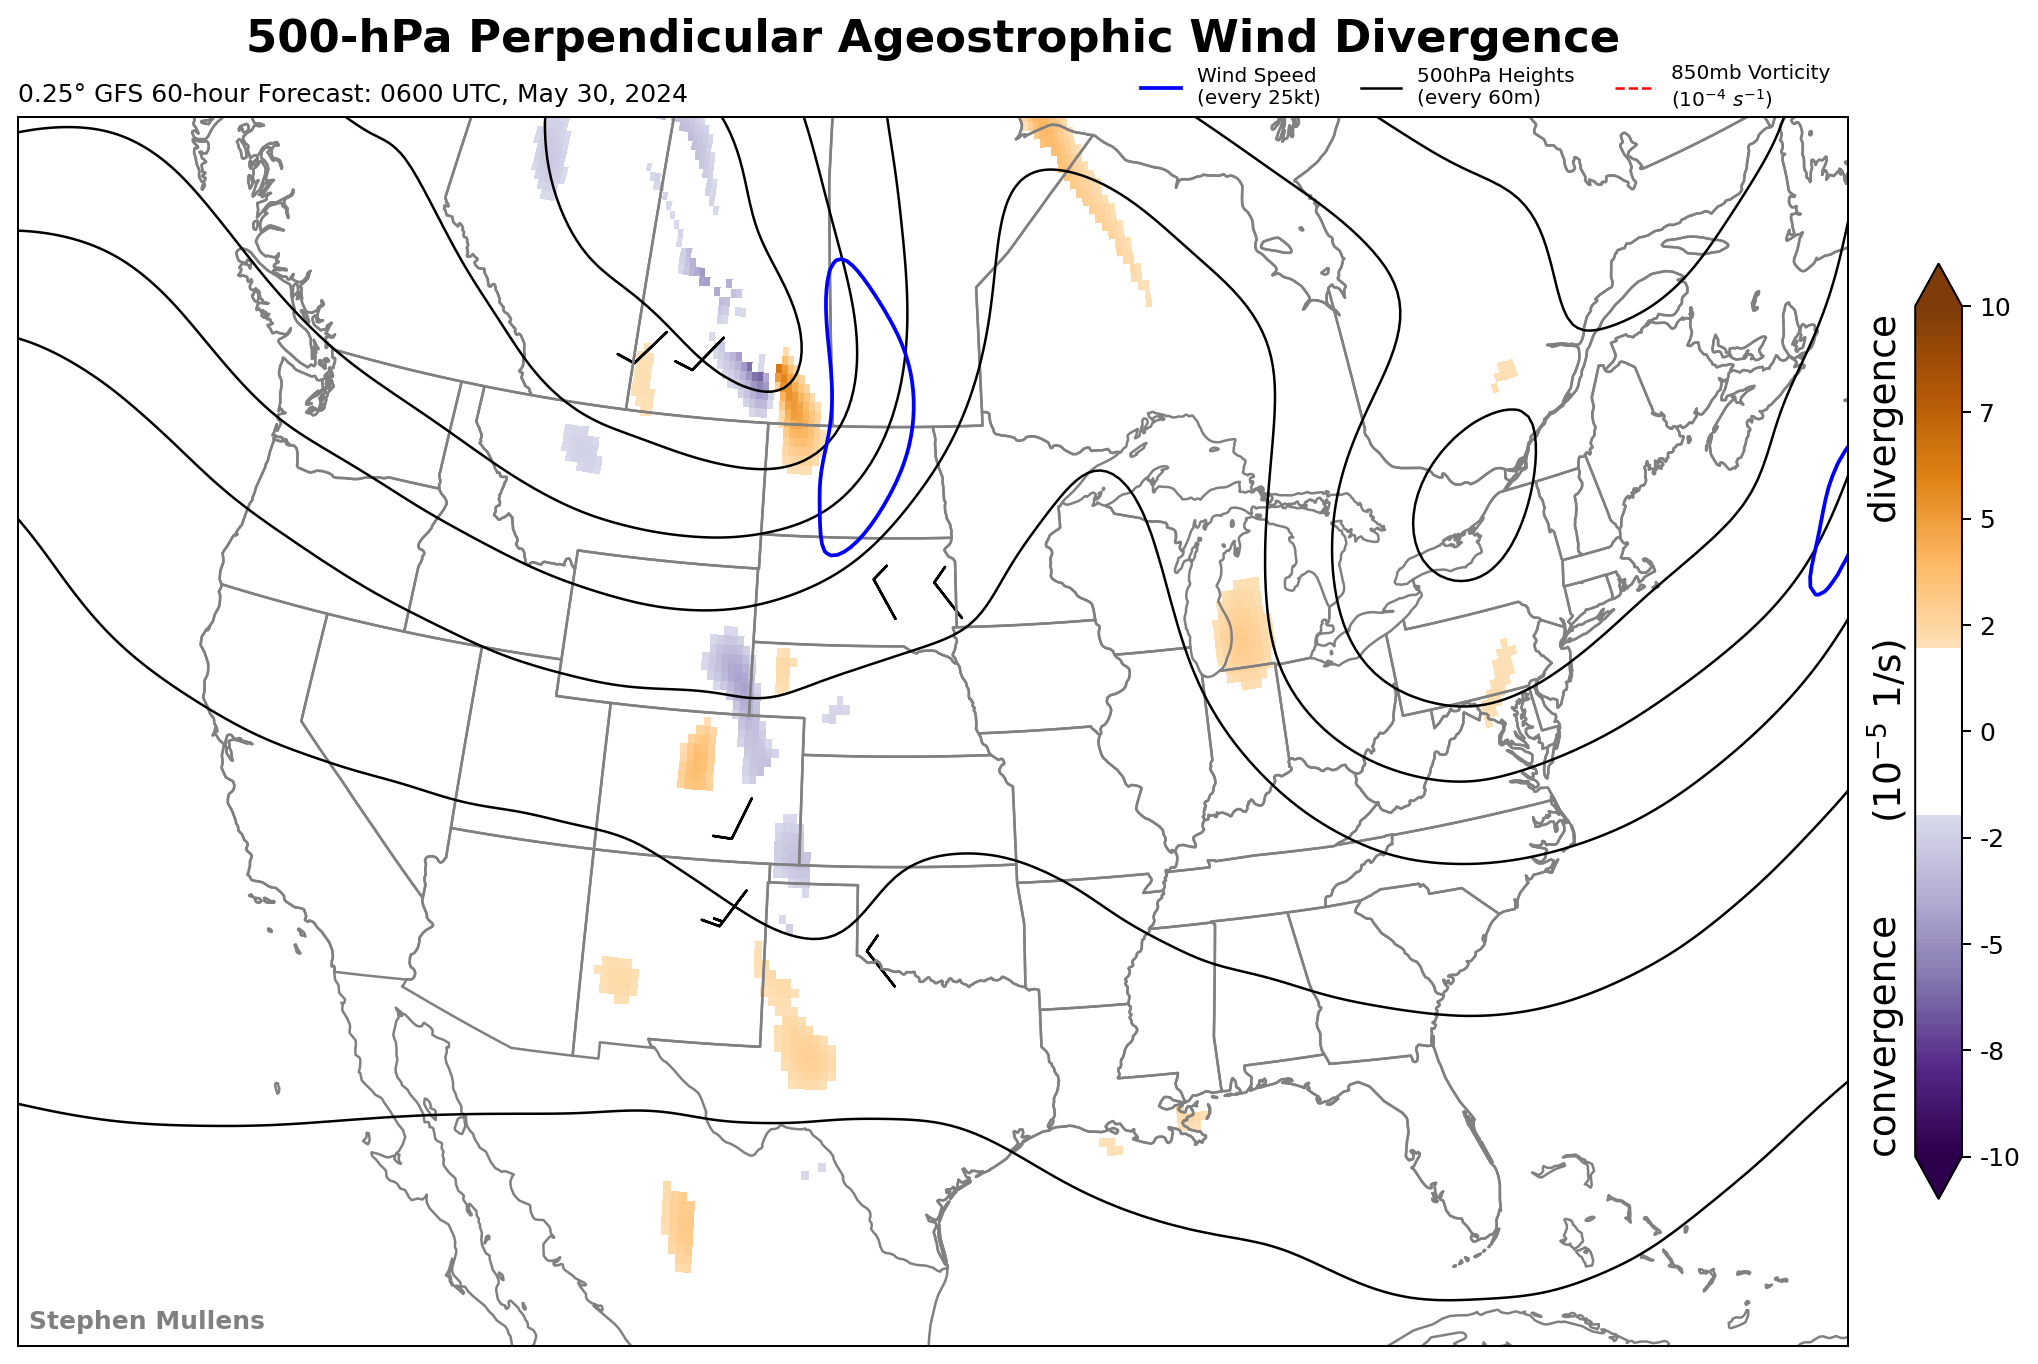 500-hPa Perpendicular Ageostrophic Wind Divergence
0.25° GFS 60-hour Forecast: 0600 UTC, May 30, 2024
Wind Speed
(every 25kt)
500hPa Heights
(every 60m)
850mb Vorticity
(10⁻⁴ s⁻¹)
10
7
5
2
0
-2
-5
-8
-10
convergence (10⁻⁵ 1/s) divergence
Stephen Mullens